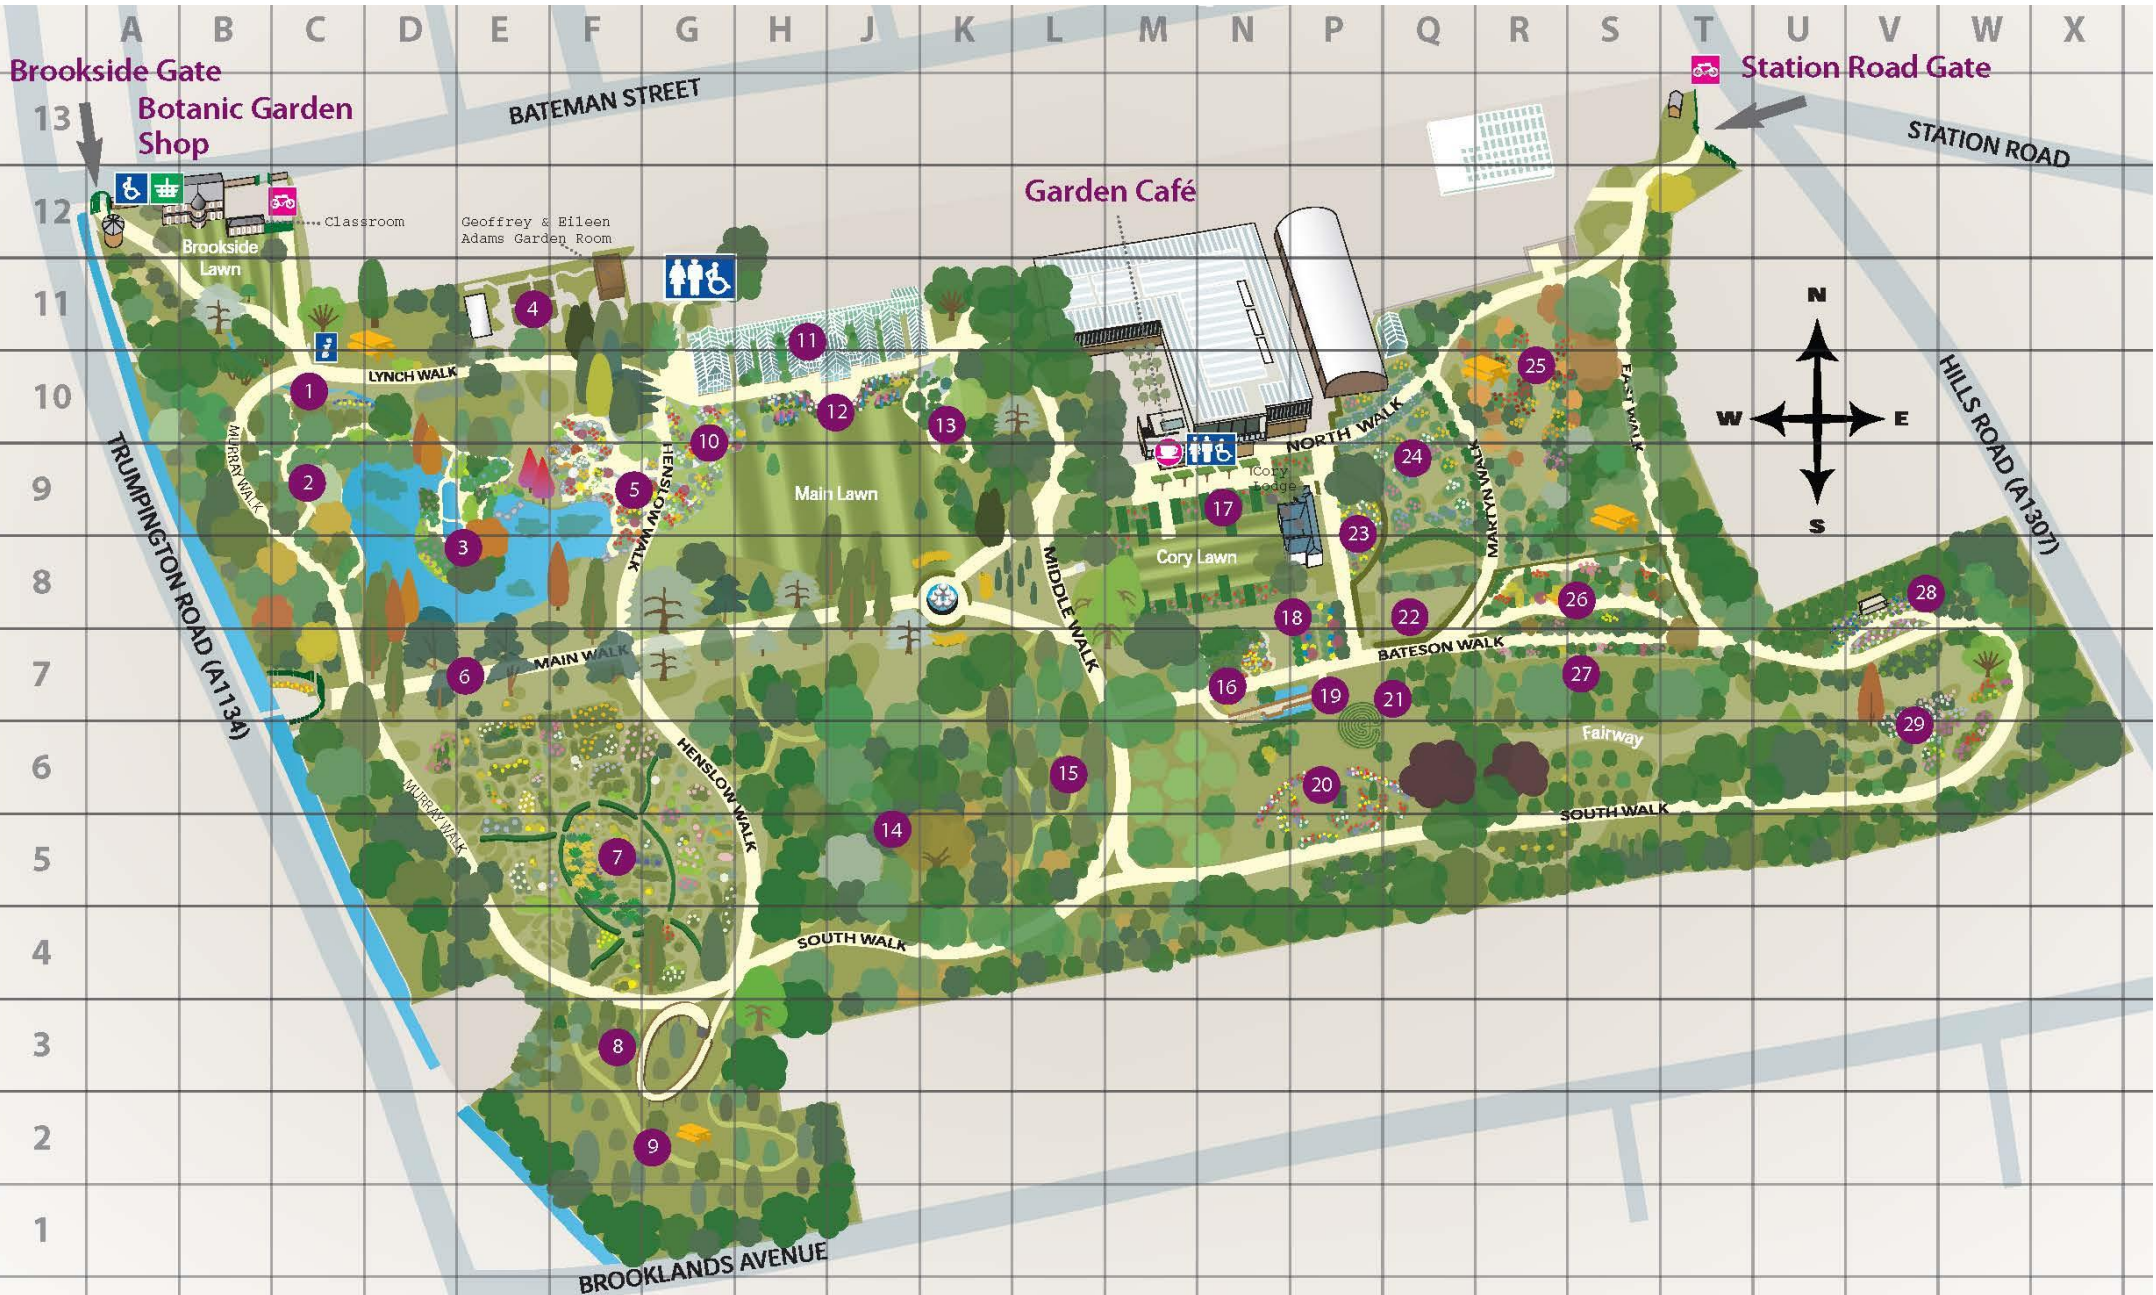 A B C D E F G H J K L M N P Q R S T U V W X
Brookside Gate
Station Road Gate
BATEMAN STREET
Botanic Garden
Shop
13
STATION ROAD
12
Garden Café
Classroom
Geoffrey & Eileen
Adams Garden Room
Brookside
Lawn
11
4
N
11
25
LYNCH WALK
10
1
12
13
10
EAST WALK
W
E
HILLS ROAD (A1307)
NORTH WALK
MURRAY WALK
HENSLOW WALK
MARTYN WALK
24
9
2
5
Main Lawn
Cory
Lodge
17
S
TRUMPINGTON ROAD (A1134)
3
23
Cory Lawn
8
MIDDLE WALK
26
28
18
22
BATESON WALK
MAIN WALK
7
6
16
19
21
27
29
Fairway
HENSLOW WALK
6
15
20
MURRAY WALK
SOUTH WALK
14
5
7
4
SOUTH WALK
3
8
2
9
1
BROOKLANDS AVENUE